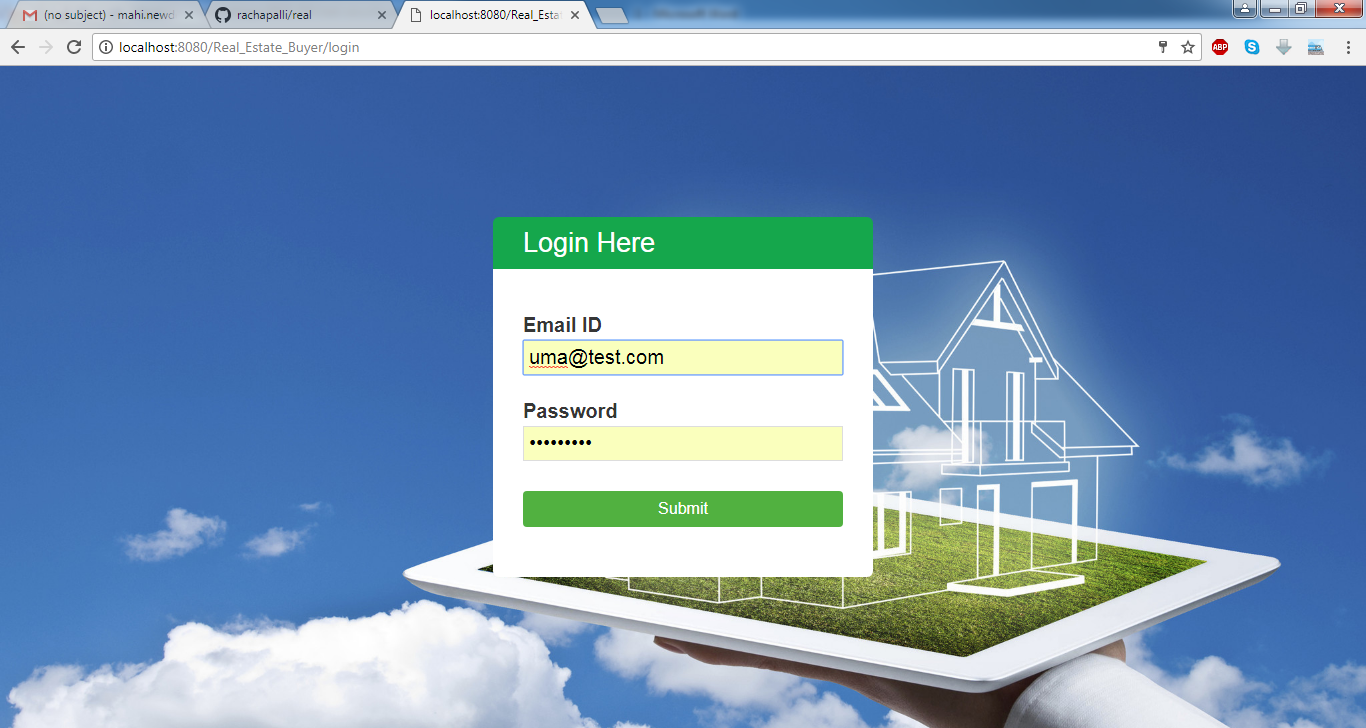 (no subject) - mahi.newd
rachapalli/real
localhost:8080/Real_Esta
localhost:8080/Real_Estate_Buyer/login
ABP
Login Here
Email ID
uma@test.com
Password
•••••••••
Submit